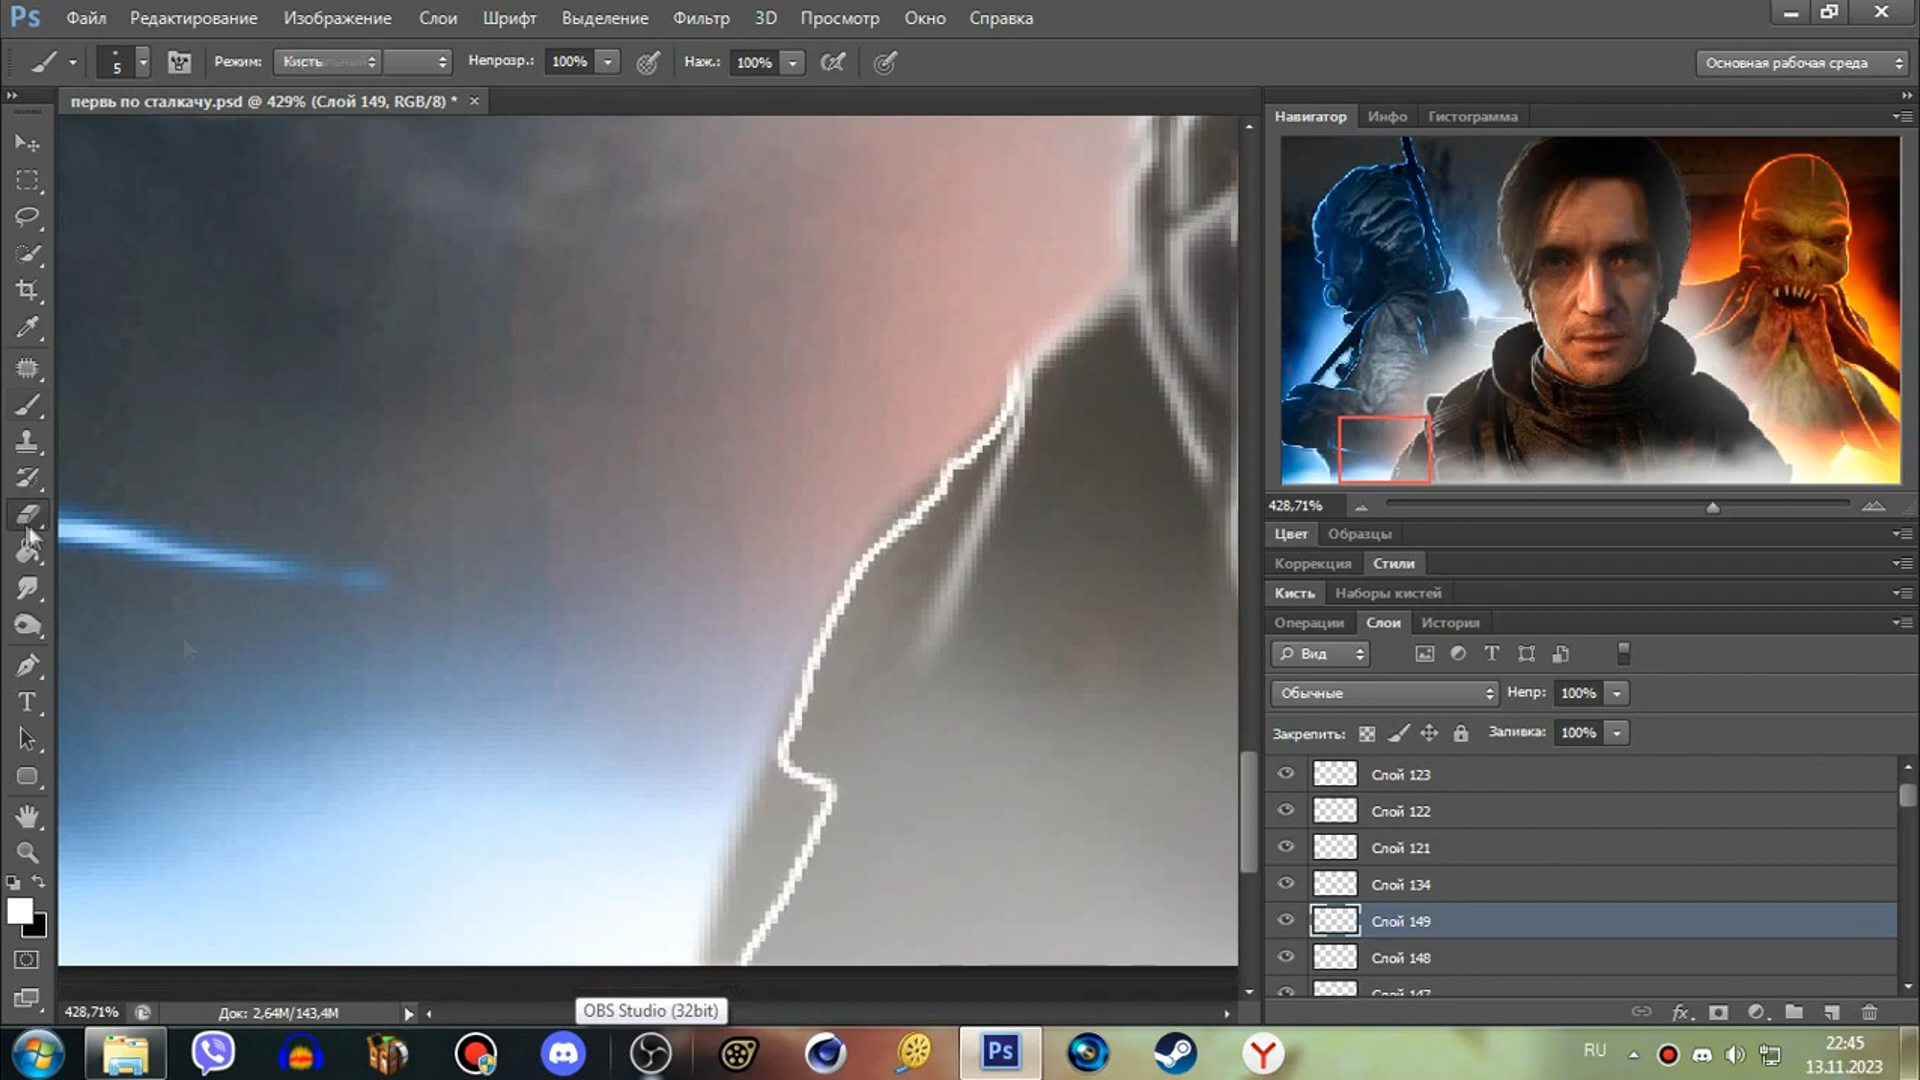 Ps Файл Редактирование Изображение Слои Шрифт Выделение Фильтр 3D Просмотр Окно Справка
5 Режим: Кисть Непрозр.: 100% Наж.: 100% Основная рабочая среда
первь по сталкачу.psd @ 429% (Слой 149, RGB/8) *
Навигатор Инфо Гистограмма
428,71%
Цвет Образцы
Коррекция Стили
Кисть Наборы кистей
Операции Слои История
Вид
Обычные Непр: 100%
Закрепить: Заливка: 100%
Слой 123
Слой 122
Слой 121
Слой 134
Слой 149
Слой 148
Слой 147
428,71% Док: 2,64M/143,4M
OBS Studio (32bit)
Ps
RU
22:45
13.11.2023